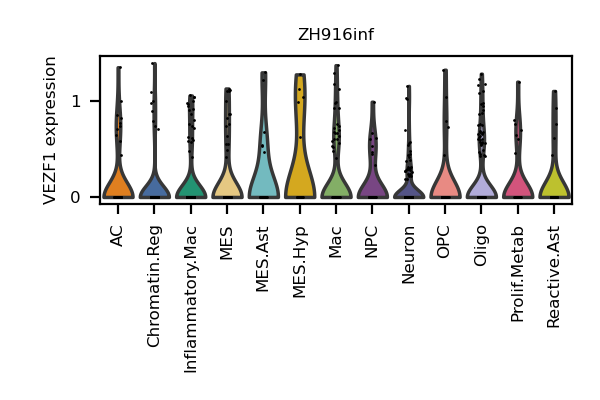 ZH916inf
VEZF1 expression
1
0
AC
Chromatin.Reg
Inflammatory.Mac
MES
MES.Ast
MES.Hyp
Mac
NPC
Neuron
OPC
Oligo
Prolif.Metab
Reactive.Ast